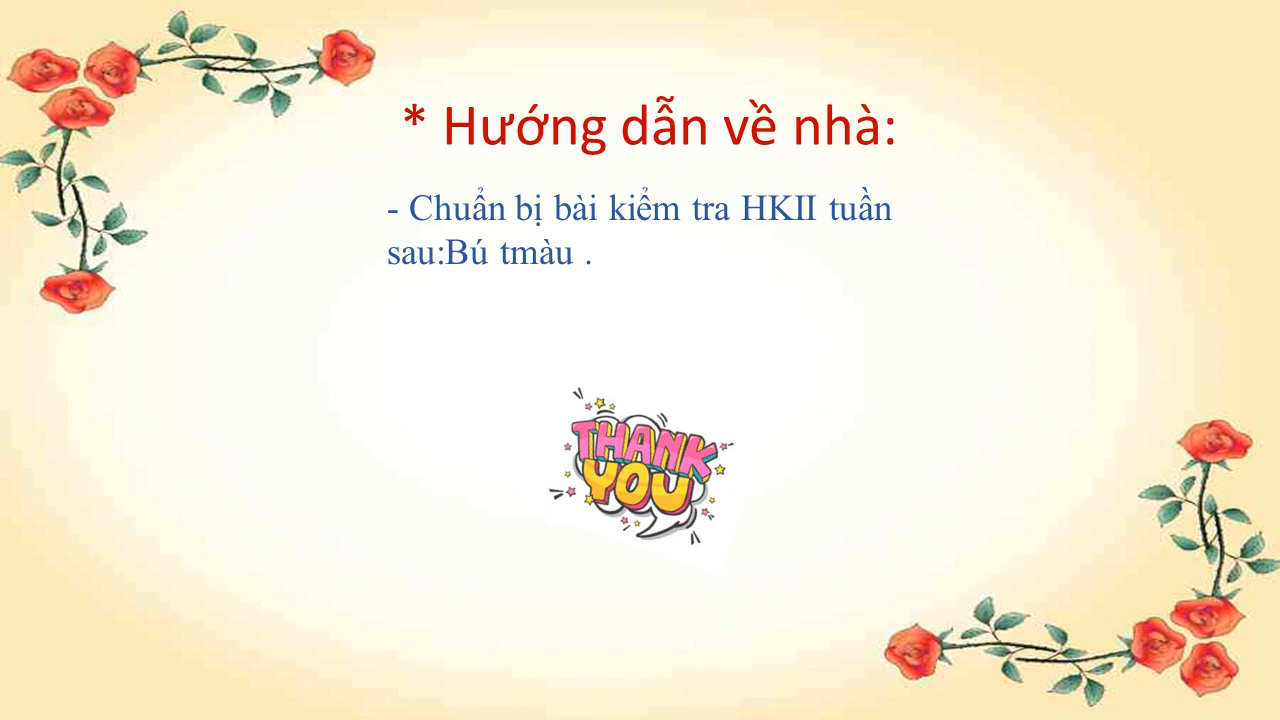 * Hướng dẫn về nhà:
- Chuẩn bị bài kiểm tra HKII tuần
sau:Bú tmàu .
THANK
YOU